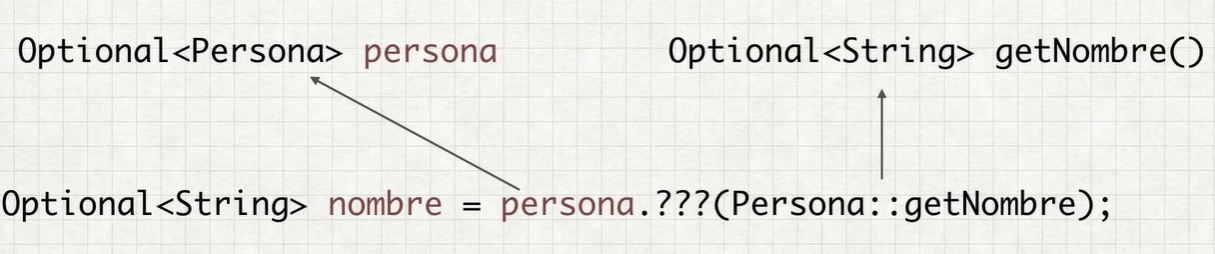 Optional<Persona> persona
Optional<String> getNombre()
Optional<String> nombre = persona.???(Persona::getNombre);